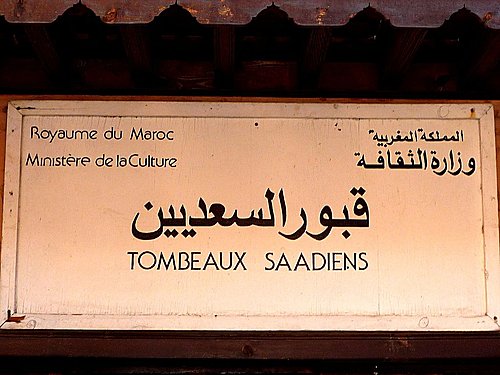 Royaume du Maroc
Ministère de la Culture
المملكة المغربية
وزارة الثقافة
قبور السعديين
TOMBEAUX SAADIENS